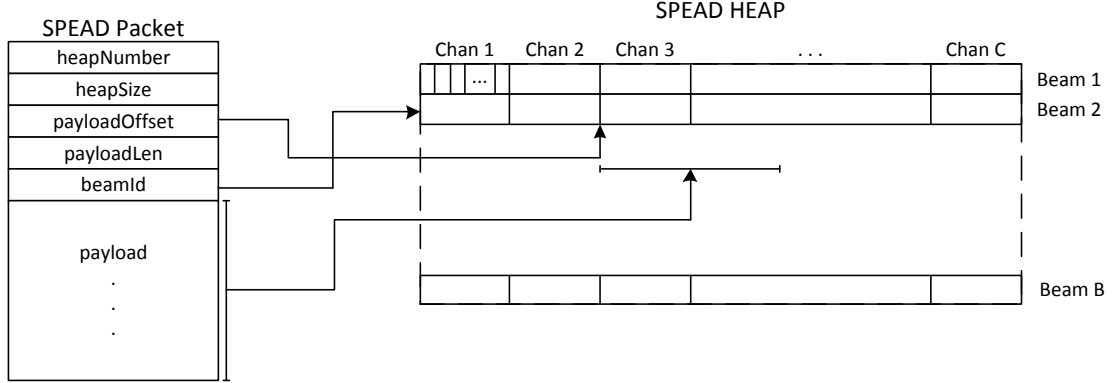 SPEAD HEAP
SPEAD Packet
heapNumber
heapSize
payloadOffset
payloadLen
beamId
payload
.
.
.
Chan 1 Chan 2 Chan 3 . . . Chan C
...
Beam 1
Beam 2
Beam B